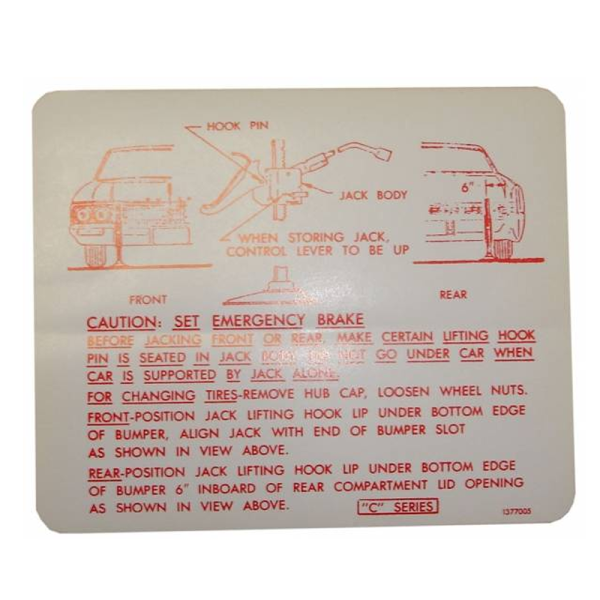 HOOK PIN
6"
JACK BODY
WHEN STORING JACK,
CONTROL LEVER TO BE UP
FRONT
REAR
CAUTION: SET EMERGENCY BRAKE
BEFORE JACKING FRONT OR REAR, MAKE CERTAIN LIFTING HOOK
PIN IS SEATED IN JACK BODY, DO NOT GO UNDER CAR WHEN
CAR IS SUPPORTED BY JACK ALONE.
FOR CHANGING TIRES-REMOVE HUB CAP, LOOSEN WHEEL NUTS.
FRONT-POSITION JACK LIFTING HOOK LIP UNDER BOTTOM EDGE
OF BUMPER, ALIGN JACK WITH END OF BUMPER SLOT
AS SHOWN IN VIEW ABOVE.
REAR-POSITION JACK LIFTING HOOK LIP UNDER BOTTOM EDGE
OF BUMPER 6" INBOARD OF REAR COMPARTMENT LID OPENING
AS SHOWN IN VIEW ABOVE.
"C" SERIES
1377005